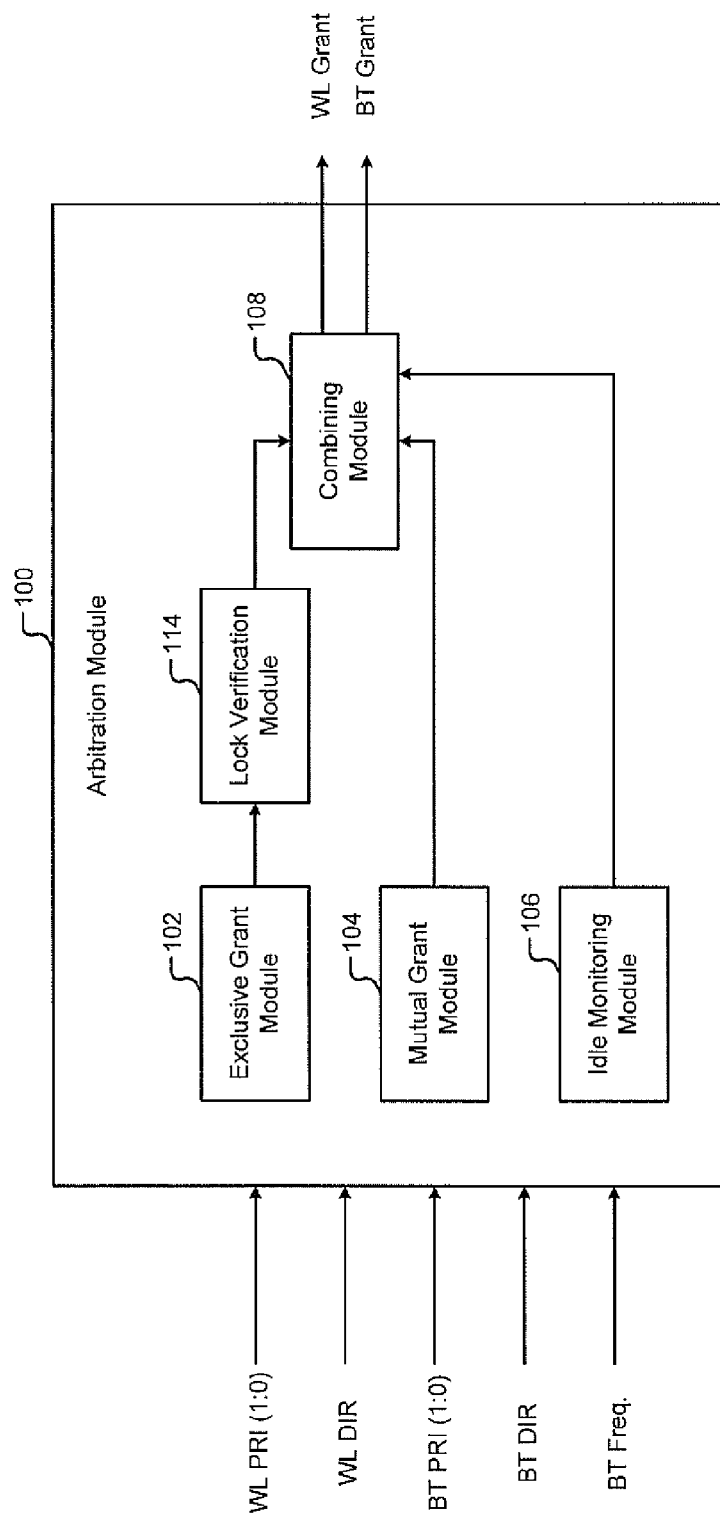 100
Arbitration Module
WL PRI (1:0)
WL DIR
BT PRI (1:0)
BT DIR
BT Freq.
102
Exclusive Grant
Module
114
Lock Verification
Module
104
Mutual Grant
Module
106
Idle Monitoring
Module
108
Combining
Module
WL Grant
BT Grant